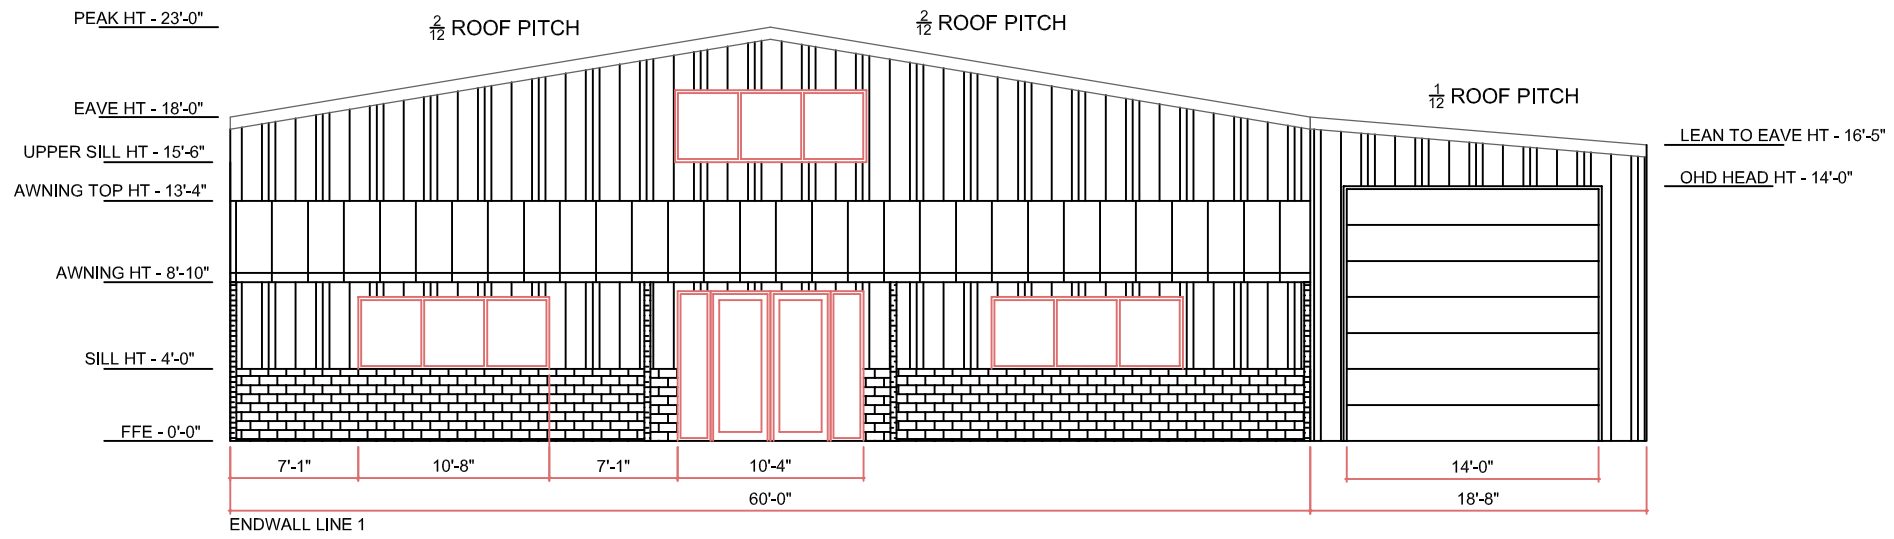 PEAK HT - 23'-0"
2/12 ROOF PITCH
2/12 ROOF PITCH
1/12 ROOF PITCH
EAVE HT - 18'-0"
LEAN TO EAVE HT - 16'-5"
UPPER SILL HT - 15'-6"
OHD HEAD HT - 14'-0"
AWNING TOP HT - 13'-4"
AWNING HT - 8'-10"
SILL HT - 4'-0"
FFE - 0'-0"
7'-1"
10'-8"
7'-1"
10'-4"
14'-0"
60'-0"
18'-8"
ENDWALL LINE 1